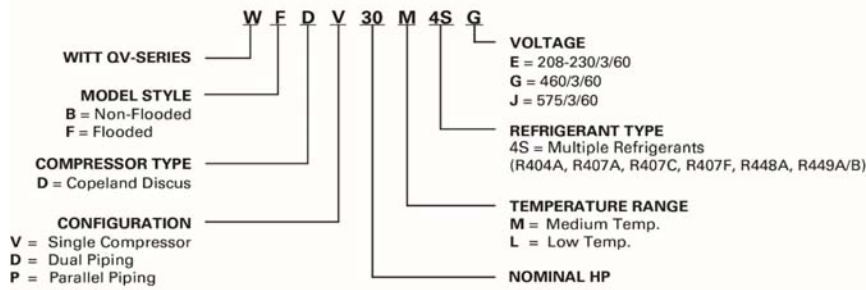 W F D V 30 M 4S G
WITT QV-SERIES
MODEL STYLE
B = Non-Flooded
F = Flooded
COMPRESSOR TYPE
D = Copeland Discus
CONFIGURATION
V = Single Compressor
D = Dual Piping
P = Parallel Piping
VOLTAGE
E = 208-230/3/60
G = 460/3/60
J = 575/3/60
REFRIGERANT TYPE
4S = Multiple Refrigerants
(R404A, R407A, R407C, R407F, R448A, R449A/B)
TEMPERATURE RANGE
M = Medium Temp.
L = Low Temp.
NOMINAL HP